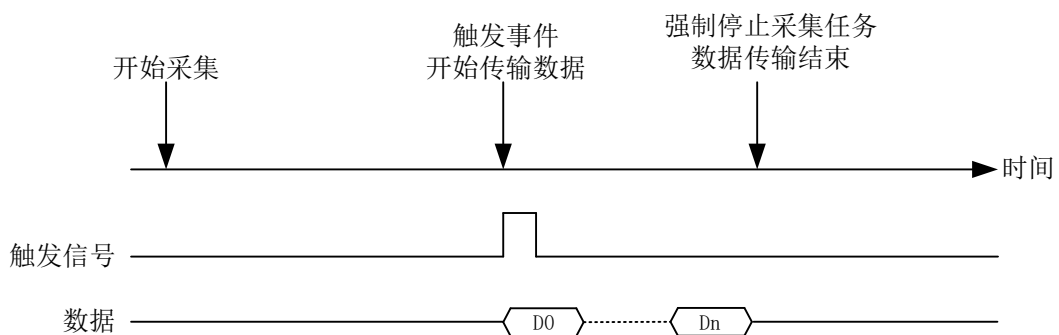 开始采集
触发事件
开始传输数据
强制停止采集任务
数据传输结束
时间
触发信号
数据
D0
Dn